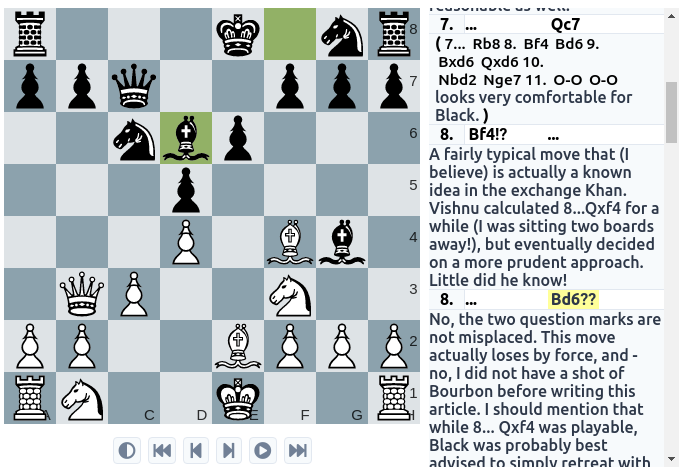 reasonable as well.
7. ... Qc7
( 7... Rb8 8. Bf4 Bd6 9.
Bxd6 Qxd6 10.
Nbd2 Nge7 11. O-O O-O
looks very comfortable for
Black. )
8. Bf4!? ...
A fairly typical move that (I
believe) is actually a known
idea in the exchange Khan.
Vishnu calculated 8...Qxf4 for a
while (I was sitting two boards
away!), but eventually decided
on a more prudent approach.
Little did he know!
8. ... Bd6??
No, the two question marks are
not misplaced. This move
actually loses by force, and -
no, I did not have a shot of
Bourbon before writing this
article. I should mention that
while 8... Qxf4 was playable,
Black was probably best
advised to simply retreat with
8
7
6
5
4
3
2
1
A B C D E F G H